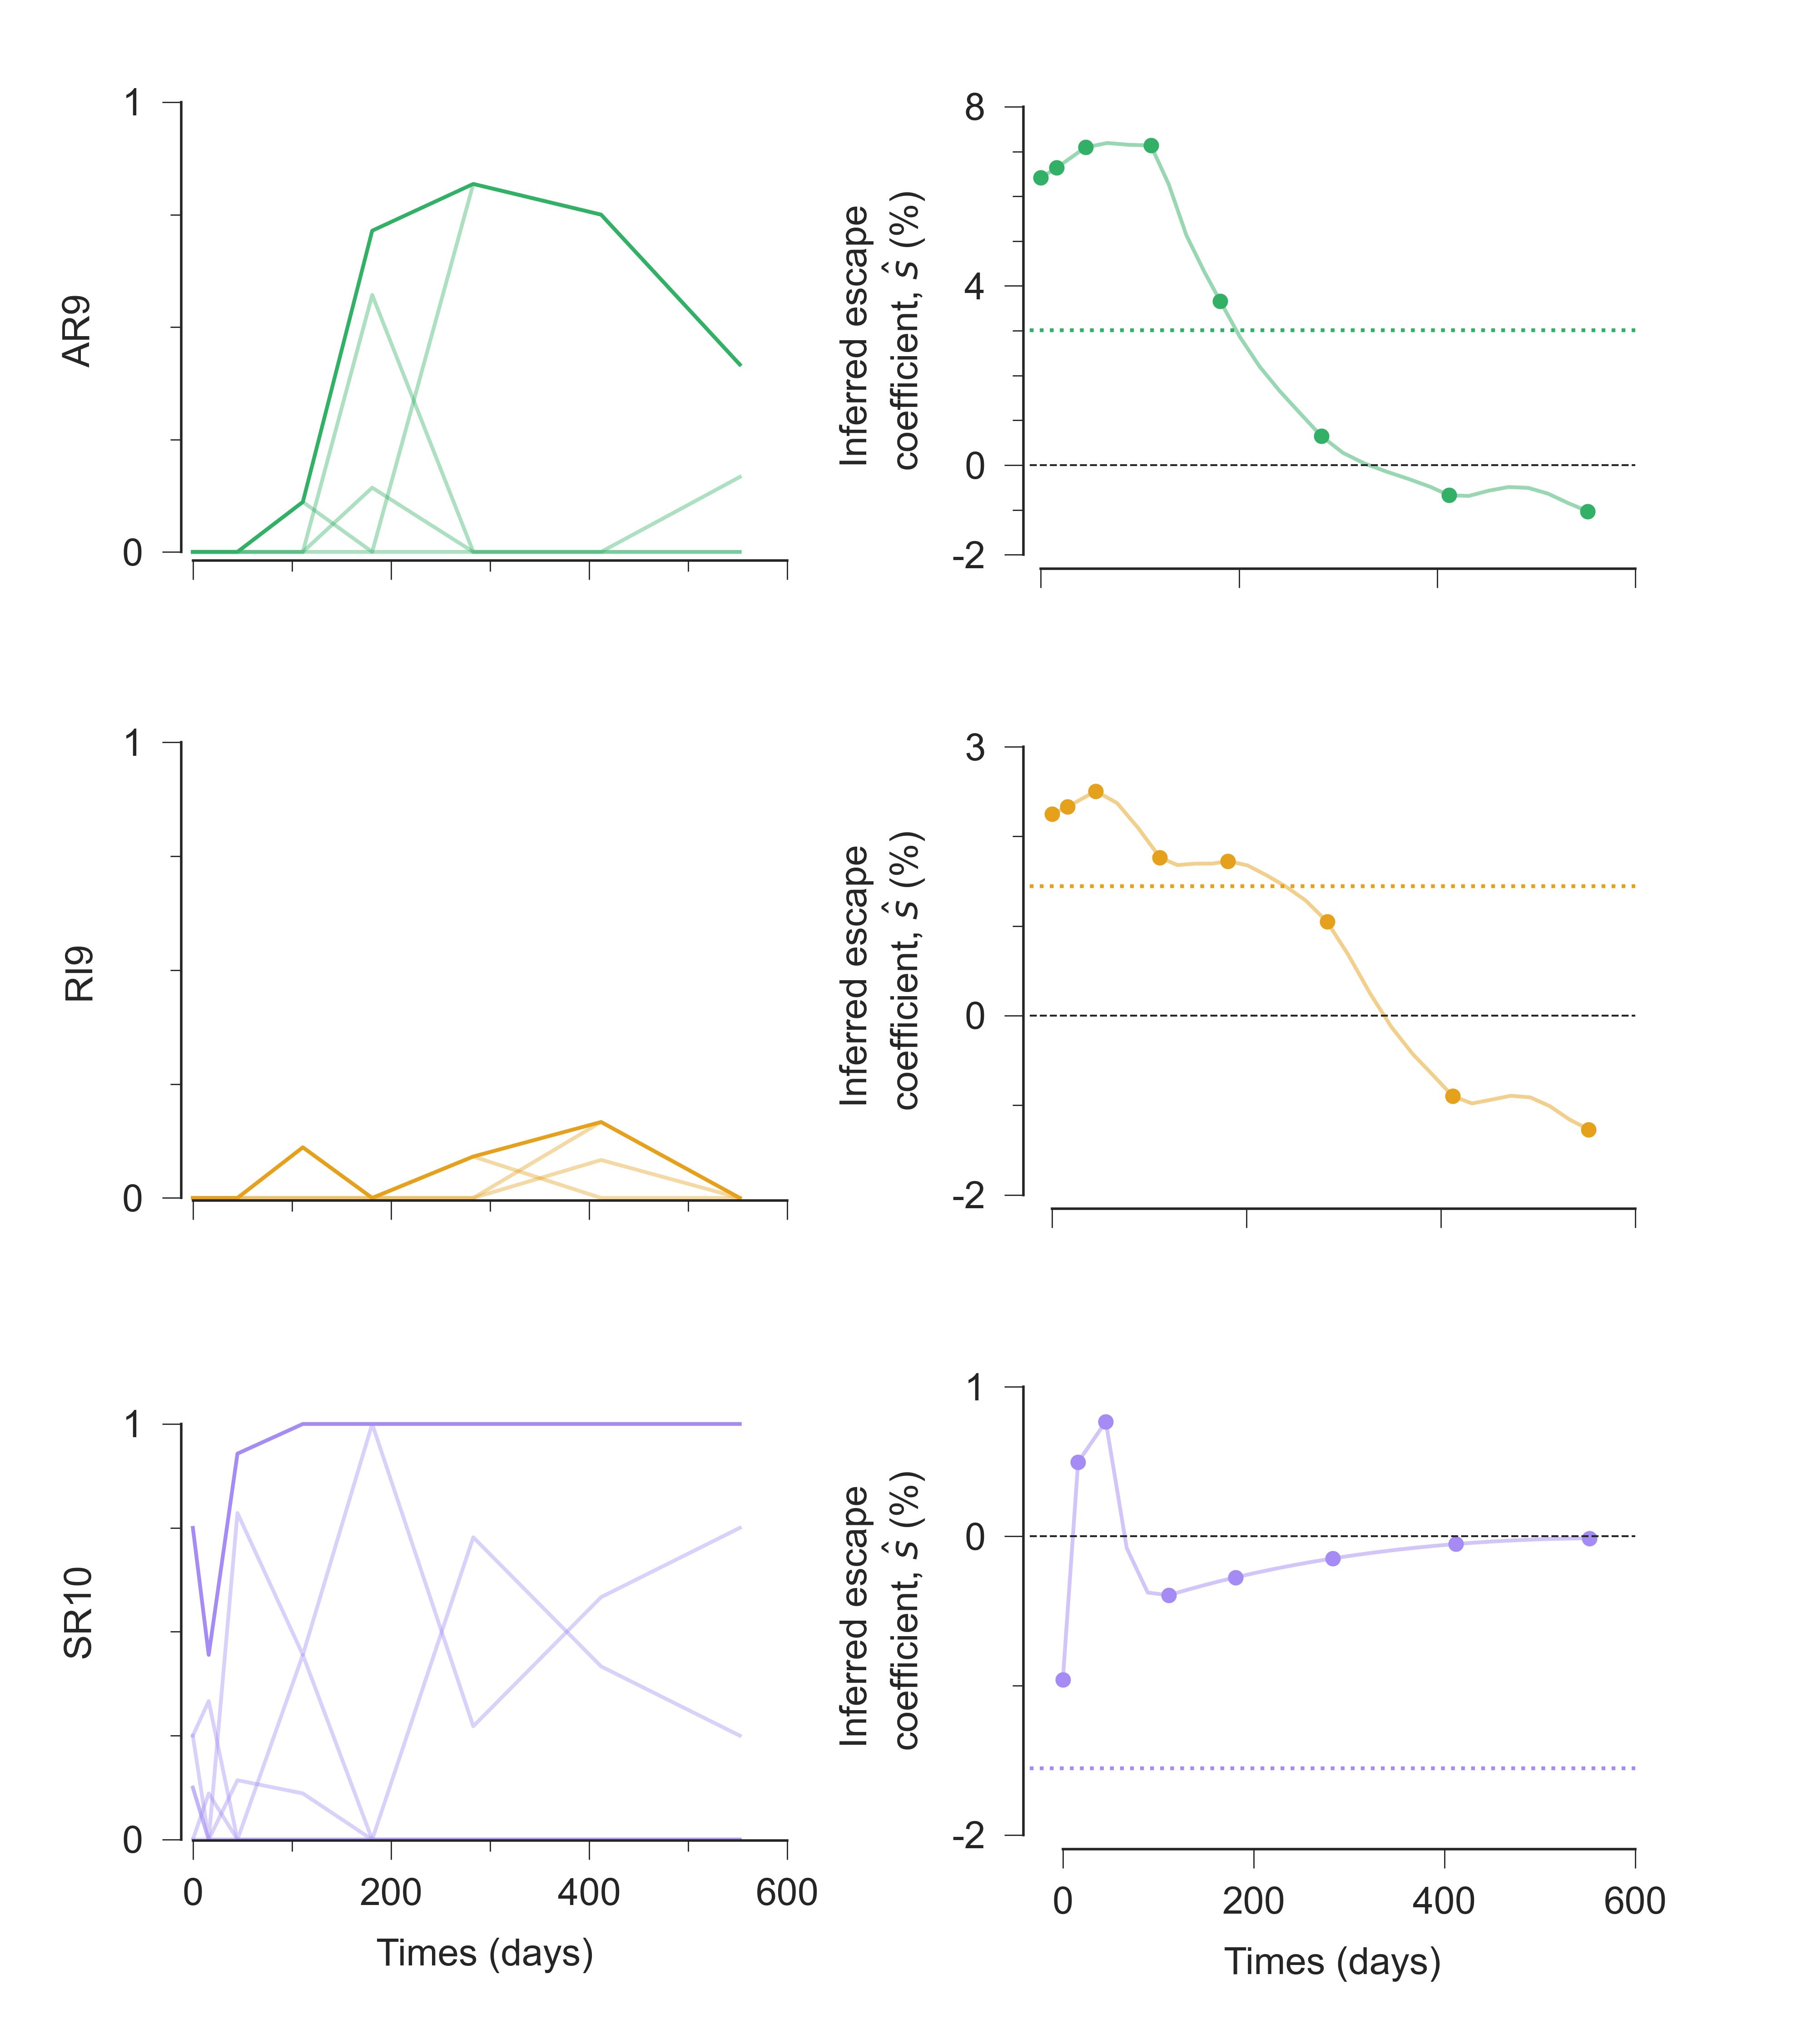 1
0
AR9
8
4
0
-2
Inferred escape
coefficient, ŝ (%)
1
0
RI9
3
0
-2
Inferred escape
coefficient, ŝ (%)
1
0
SR10
0 200 400 600
Times (days)
1
0
-2
Inferred escape
coefficient, ŝ (%)
0 200 400 600
Times (days)